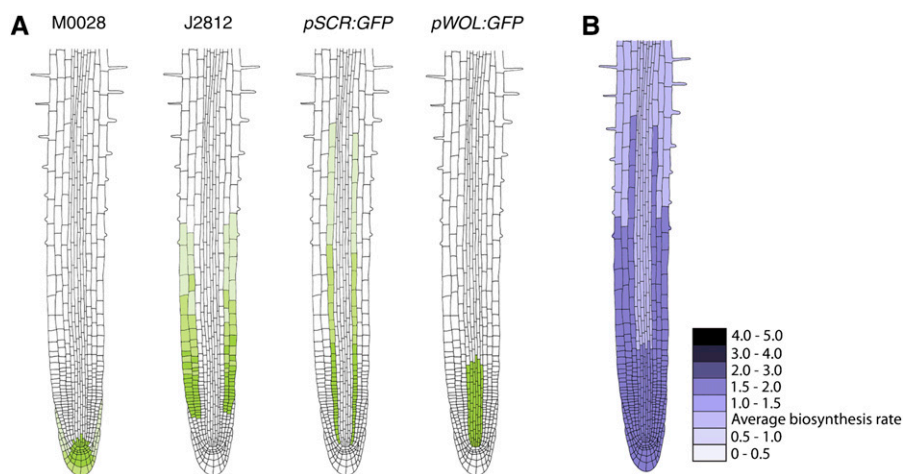 A
M0028
J2812
pSCR:GFP
pWOL:GFP
B
4.0 - 5.0
3.0 - 4.0
2.0 - 3.0
1.5 - 2.0
1.0 - 1.5
Average biosynthesis rate
0.5 - 1.0
0 - 0.5